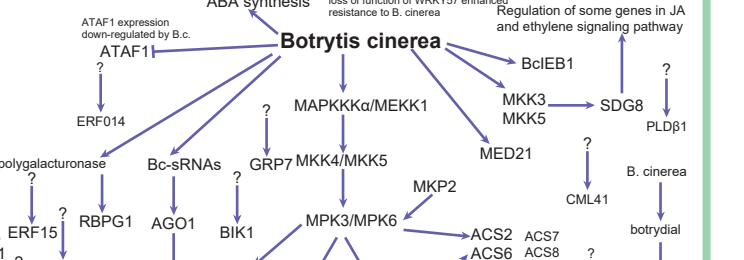 ABA synthesis
loss of function of WRKY57 enhanced
resistance to B. cinerea
Regulation of some genes in JA
and ethylene signaling pathway
ATAF1 expression
down-regulated by B.c.
ATAF1
Botrytis cinerea
BcIEB1
?
?
ERF014
?
MAPKKKα/MEKK1
MKK3
MKK5
SDG8
PLDβ1
polygalacturonase
Bc-sRNAs
GRP7
MKK4/MKK5
MED21
?
?
?
MKP2
CML41
B. cinerea
?
RBPG1
AGO1
BIK1
MPK3/MPK6
ERF15
ACS2
ACS7
botrydial
ACS6
ACS8
?
?